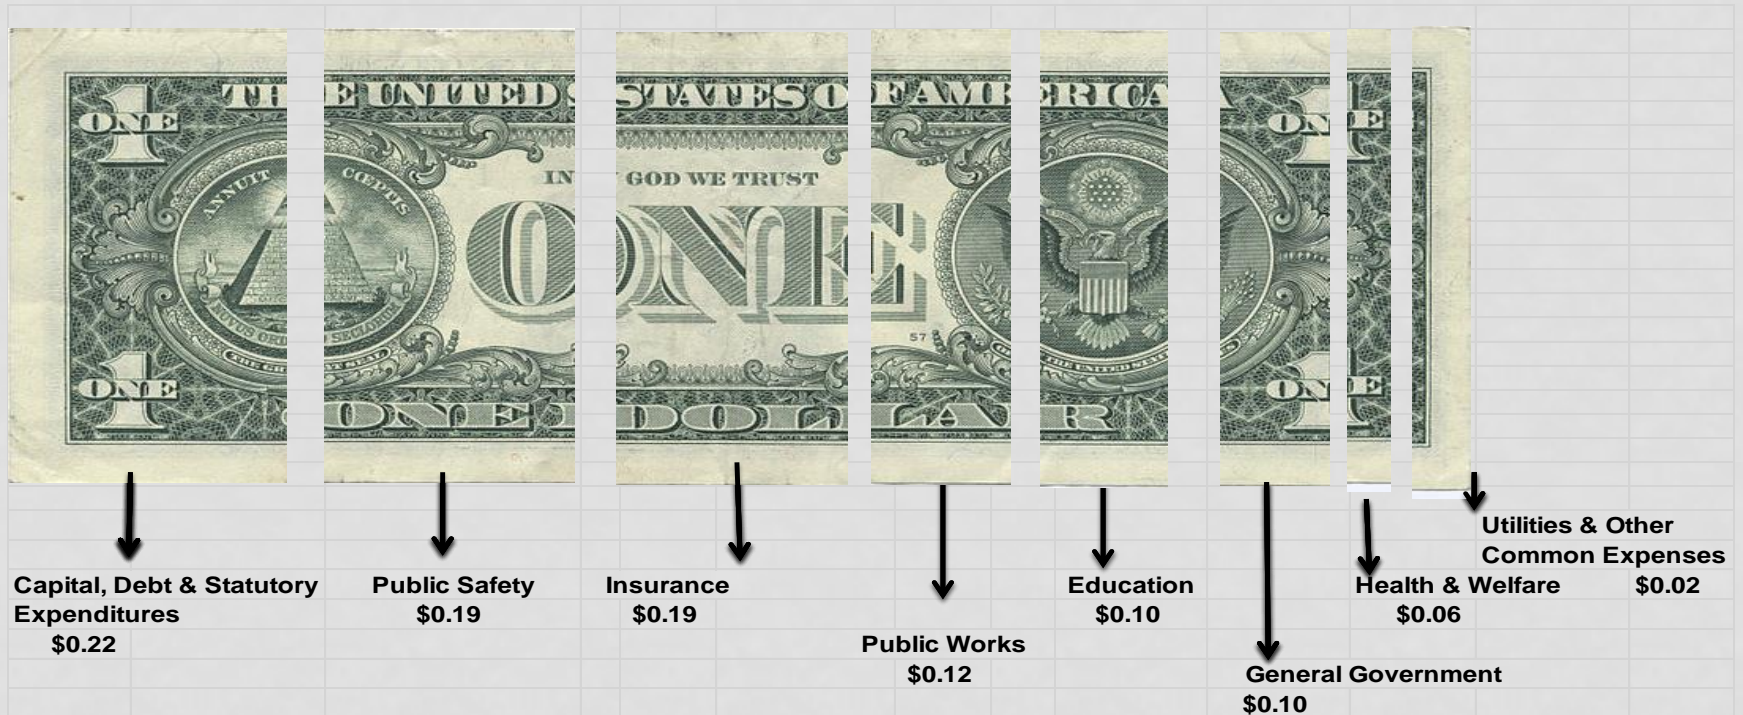 THE UNITED STATES OF AMERICA
ONE
ONE
ANNUIT CŒPTIS
IN GOD WE TRUST
ONE
57
ONE
ONE
ONE DOLLAR
Capital, Debt & Statutory
Expenditures
$0.22
Public Safety
$0.19
Insurance
$0.19
Public Works
$0.12
Education
$0.10
General Government
$0.10
Health & Welfare
$0.06
Utilities & Other
Common Expenses
$0.02